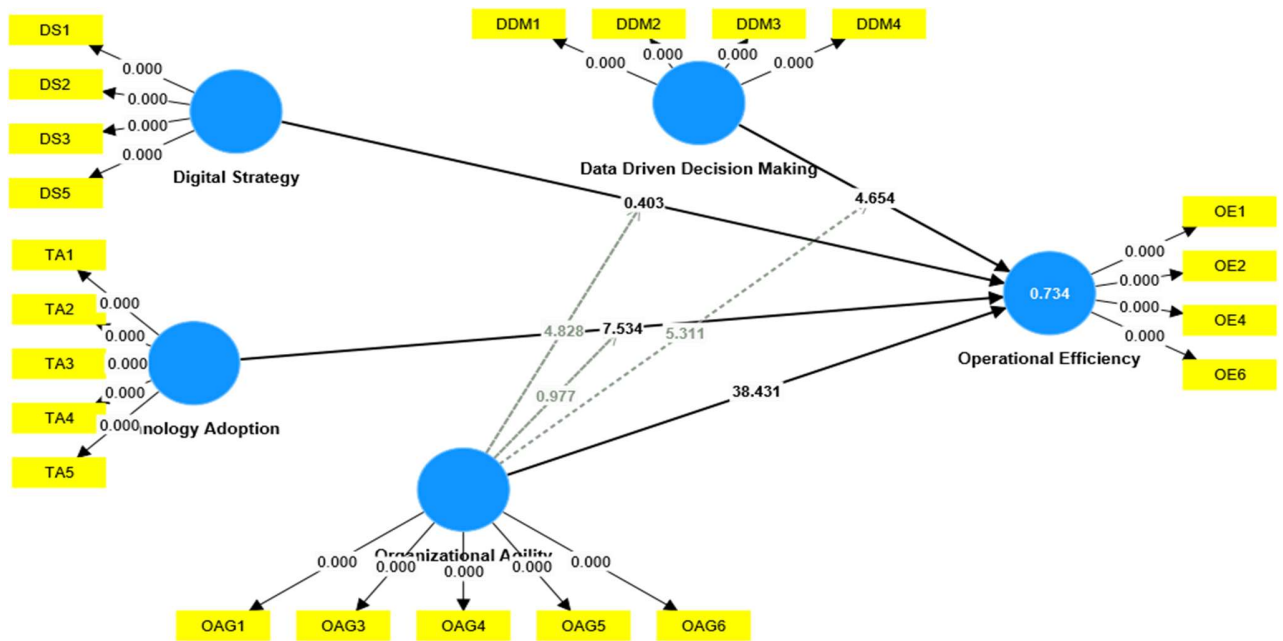 DS1
DS2
DS3
DS5
0.000
0.000
0.000
0.000
Digital Strategy
DDM1
DDM2
DDM3
DDM4
0.000
0.000
0.000
0.000
Data Driven Decision Making
0.403
4.654
TA1
TA2
TA3
TA4
TA5
0.000
0.000
0.000
0.000
0.000
nology Adoption
4.828
7.534
5.311
0.977
38.431
OE1
OE2
OE4
OE6
0.000
0.000
0.000
0.000
0.734
Operational Efficiency
Organizational Agility
0.000
0.000
0.000
0.000
0.000
OAG1
OAG3
OAG4
OAG5
OAG6